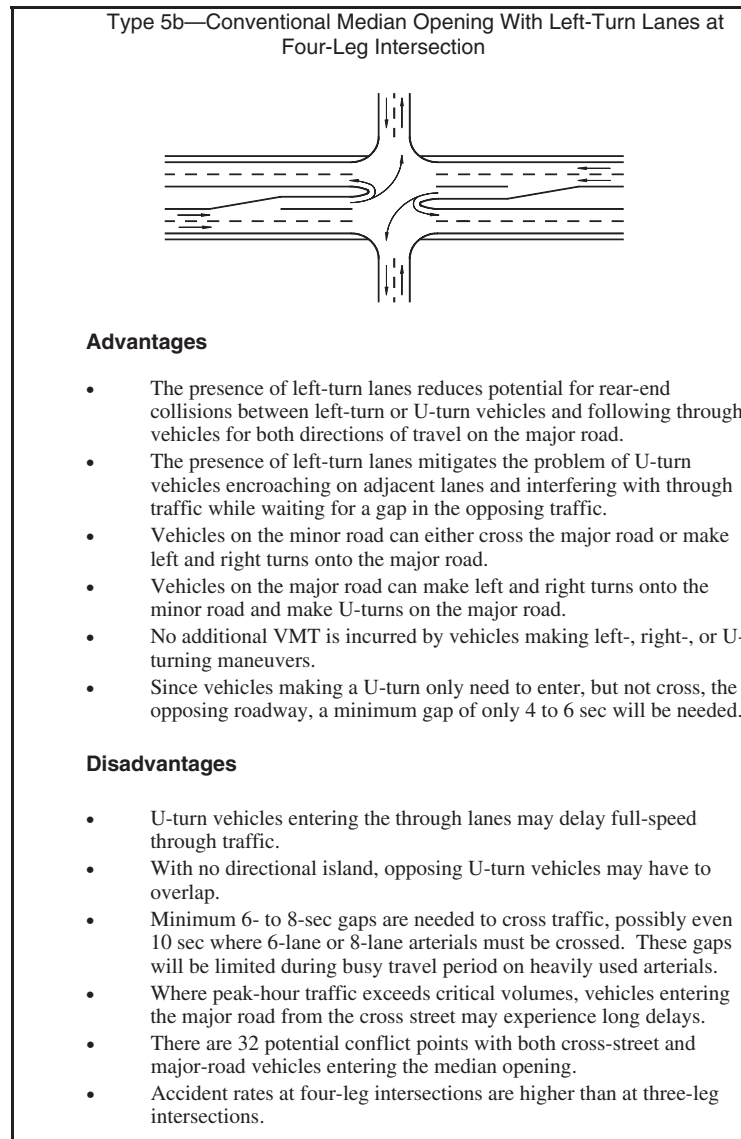 Type 5b—Conventional Median Opening With Left-Turn Lanes at
Four-Leg Intersection
Advantages
• The presence of left-turn lanes reduces potential for rear-end
collisions between left-turn or U-turn vehicles and following through
vehicles for both directions of travel on the major road.
• The presence of left-turn lanes mitigates the problem of U-turn
vehicles encroaching on adjacent lanes and interfering with through
traffic while waiting for a gap in the opposing traffic.
• Vehicles on the minor road can either cross the major road or make
left and right turns onto the major road.
• Vehicles on the major road can make left and right turns onto the
minor road and make U-turns on the major road.
• No additional VMT is incurred by vehicles making left-, right-, or U-
turning maneuvers.
• Since vehicles making a U-turn only need to enter, but not cross, the
opposing roadway, a minimum gap of only 4 to 6 sec will be needed.
Disadvantages
• U-turn vehicles entering the through lanes may delay full-speed
through traffic.
• With no directional island, opposing U-turn vehicles may have to
overlap.
• Minimum 6- to 8-sec gaps are needed to cross traffic, possibly even
10 sec where 6-lane or 8-lane arterials must be crossed.  These gaps
will be limited during busy travel period on heavily used arterials.
• Where peak-hour traffic exceeds critical volumes, vehicles entering
the major road from the cross street may experience long delays.
• There are 32 potential conflict points with both cross-street and
major-road vehicles entering the median opening.
• Accident rates at four-leg intersections are higher than at three-leg
intersections.